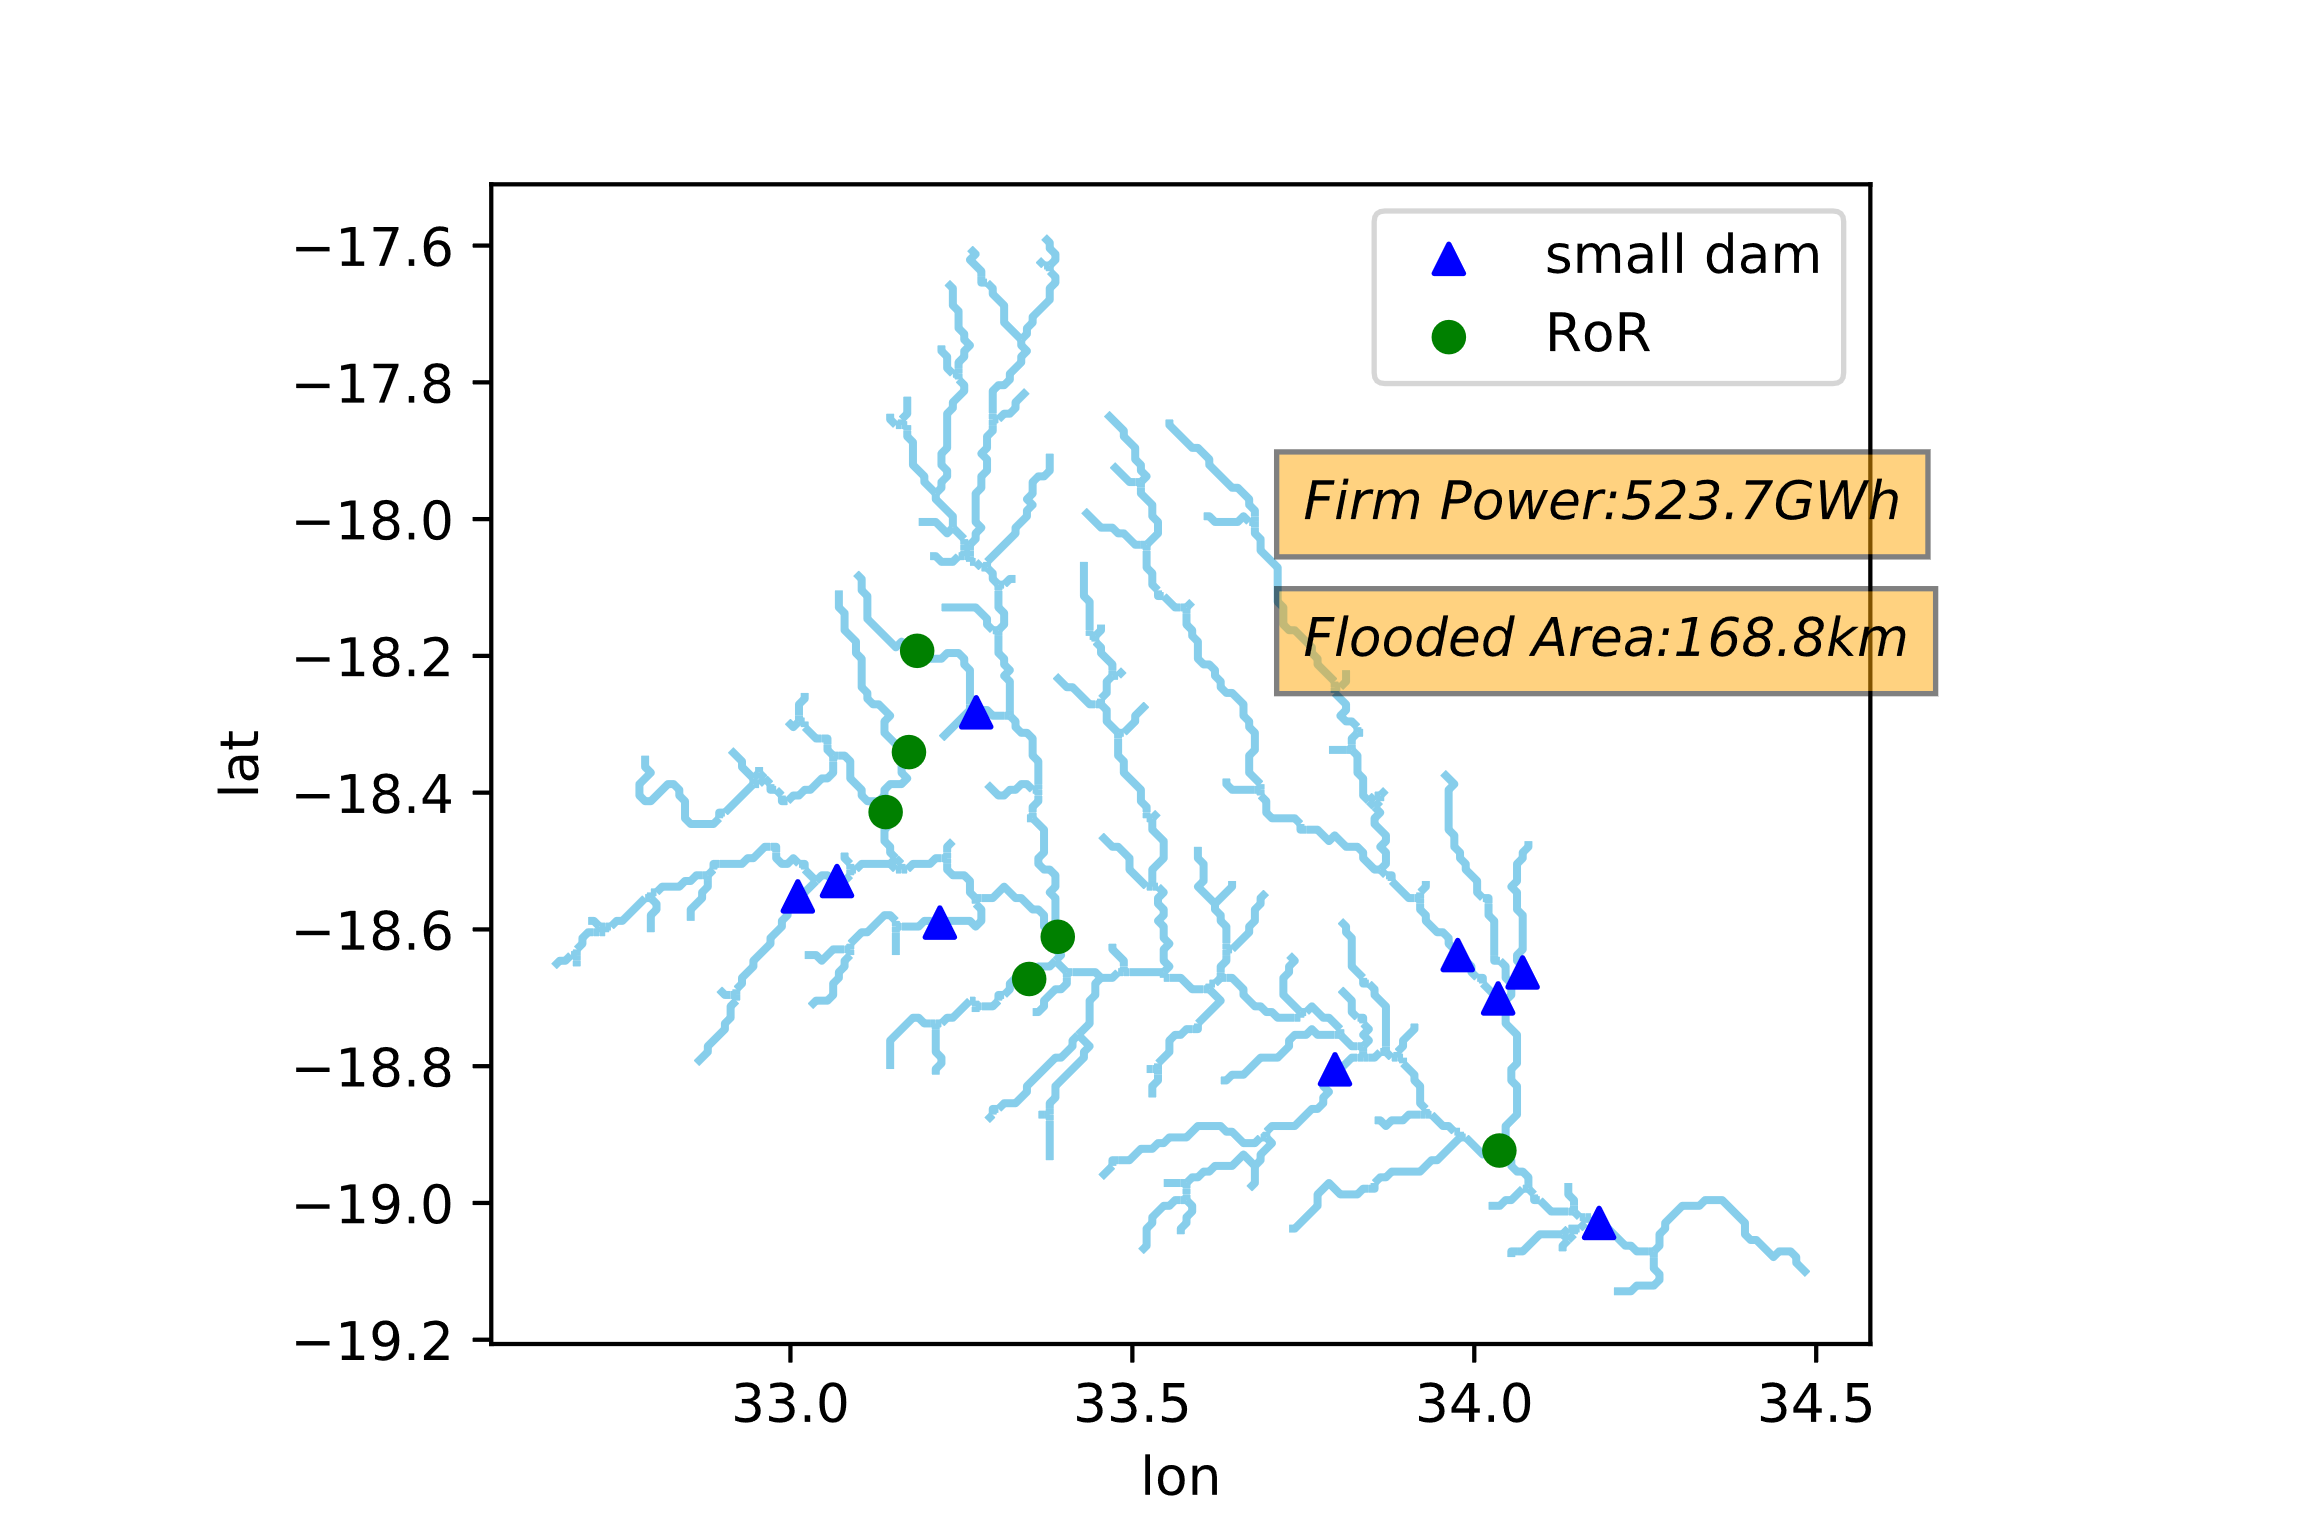 small dam
RoR
Firm Power:523.7GWh
Flooded Area:168.8km
−17.6
−17.8
−18.0
−18.2
−18.4
−18.6
−18.8
−19.0
−19.2
lat
33.0 33.5 34.0 34.5
lon